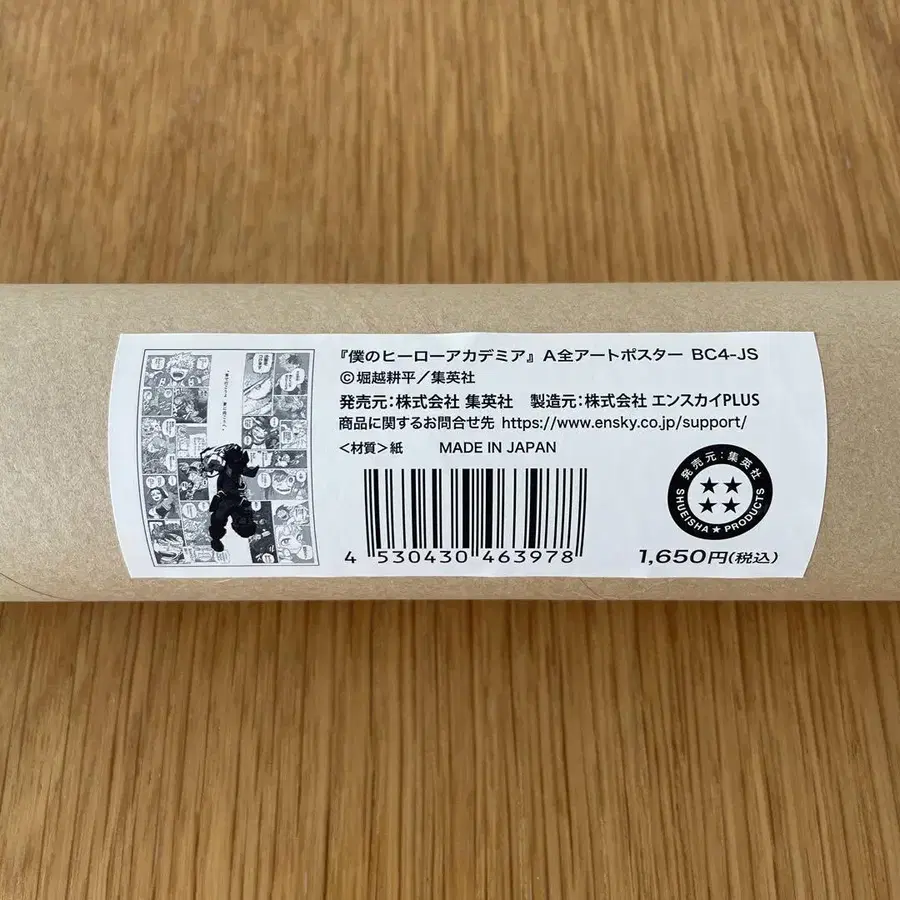 『僕のヒーローアカデミア』A全アートポスター BC4-JS
©堀越耕平／集英社
発売元：株式会社 集英社　製造元：株式会社 エンスカイPLUS
商品に関するお問合せ先 https://www.ensky.co.jp/support/
＜材質＞紙　MADE IN JAPAN
4 530430 463978
発売元：集英社
SHUEISHA★PRODUCTS
1,650円(税込)